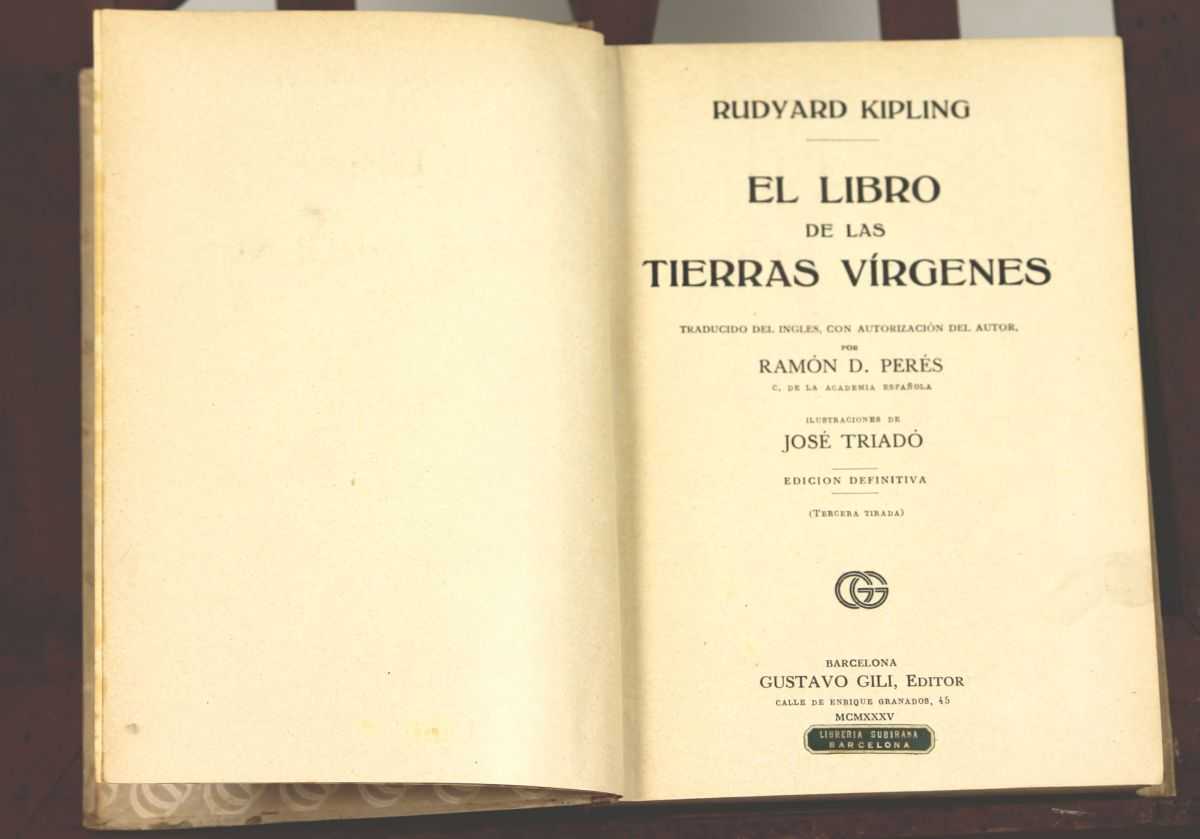 RUDYARD KIPLING
EL LIBRO
DE LAS
TIERRAS VÍRGENES
TRADUCIDO DEL INGLES, CON AUTORIZACIÓN DEL AUTOR,
POR
RAMÓN D. PERÉS
C. DE LA ACADEMIA ESPAÑOLA
ILUSTRACIONES DE
JOSÉ TRIADÓ
EDICION DEFINITIVA
(TERCERA TIRADA)
GG
BARCELONA
GUSTAVO GILI, EDITOR
CALLE DE ENRIQUE GRANADOS, 45
MCMXXXV
LIBRERIA SUBIRANA
BARCELONA